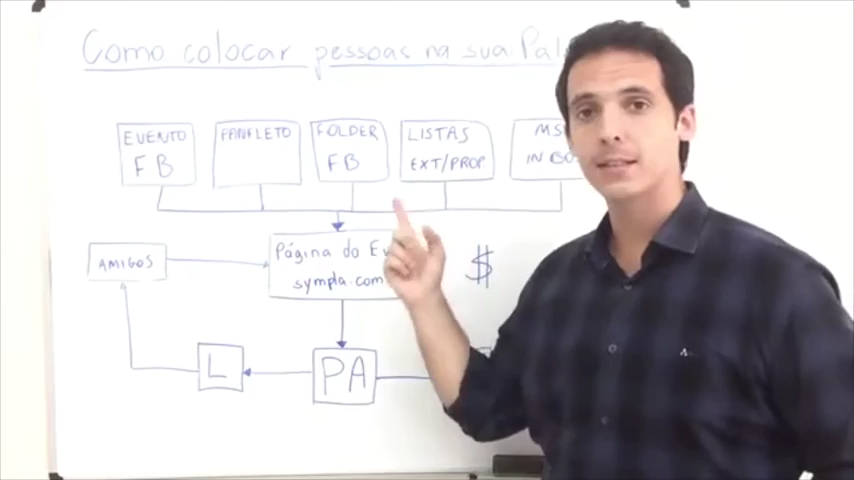 Como colocar pessoas na sua
EVENTO
FB
PANFLETO
FOLDER
FB
LISTAS
EXT/PROP
IN
AMIGOS
Página do
sympla.com
$
L
PA